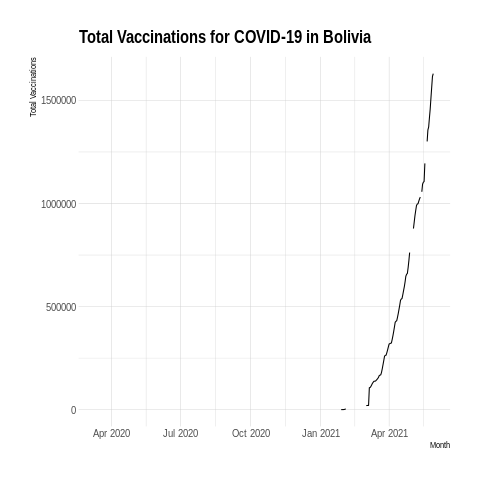 Total Vaccinations for COVID-19 in Bolivia
Total Vaccinations
1500000
1000000
500000
0
Apr 2020 Jul 2020 Oct 2020 Jan 2021 Apr 2021
Month